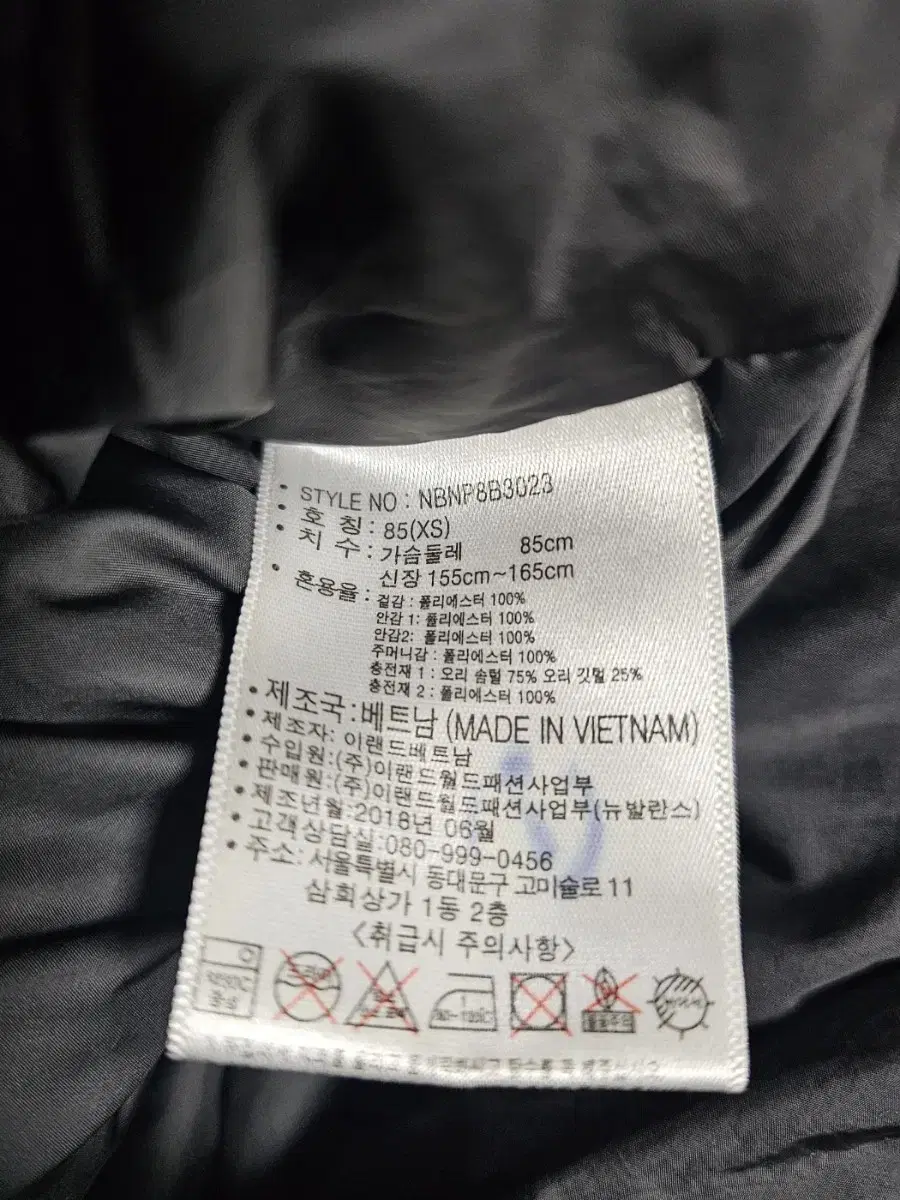 STYLE NO : NBNP8B3023
호 칭 : 85(XS)
치 수 : 가슴둘레 85cm
신장 155cm~165cm
혼용율 : 겉감 : 폴리에스터 100%
안감 1 : 폴리에스터 100%
안감2: 폴리에스터 100%
주머니감 : 폴리에스터 100%
충전재 1 : 오리 솜털 75% 오리 깃털 25%
충전재 2 : 폴리에스터 100%
제조국:베트남 (MADE IN VIETNAM)
제조자: 이랜드베트남
수입원:(주)이랜드월드패션사업부
판매원:(주)이랜드월드패션사업부(뉴발란스)
제조년월:2018년 06월
고객상담실:080-999-0456
주소: 서울특별시 동대문구 고미술로 11
삼희상가 1동 2층
<취급시 주의사항>
드라이